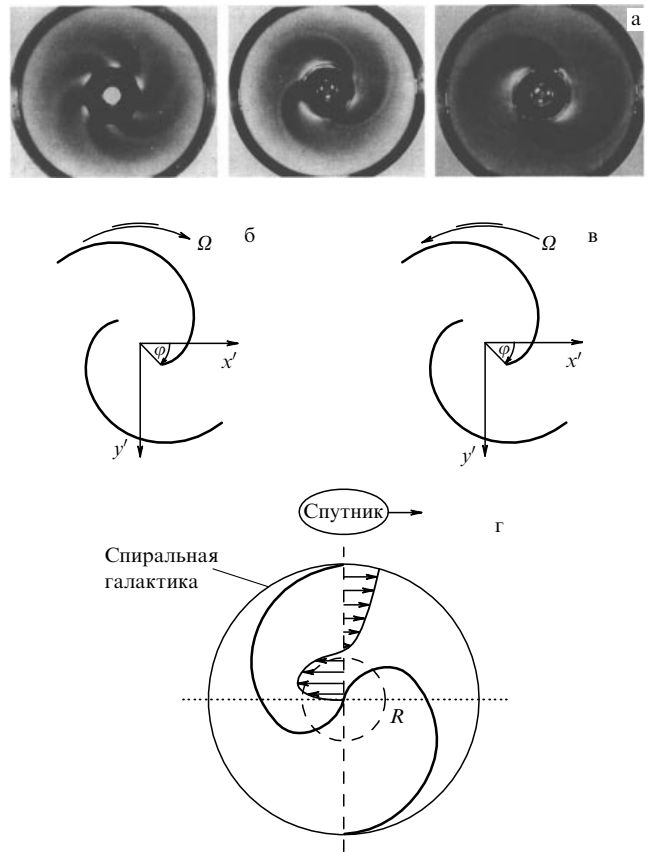 а
Ω
б
φ
x′
y′
Ω
в
φ
x′
y′
Спутник
г
Спиральная
галактика
R